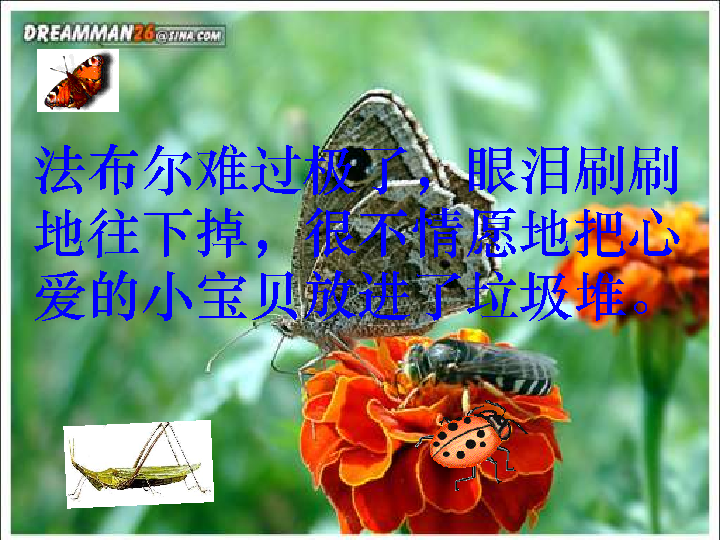 DREAMMAN26@SINA.COM
法布尔难过极了，眼泪刷刷
地往下掉，很不情愿地把心
爱的小宝贝放进了垃圾堆。